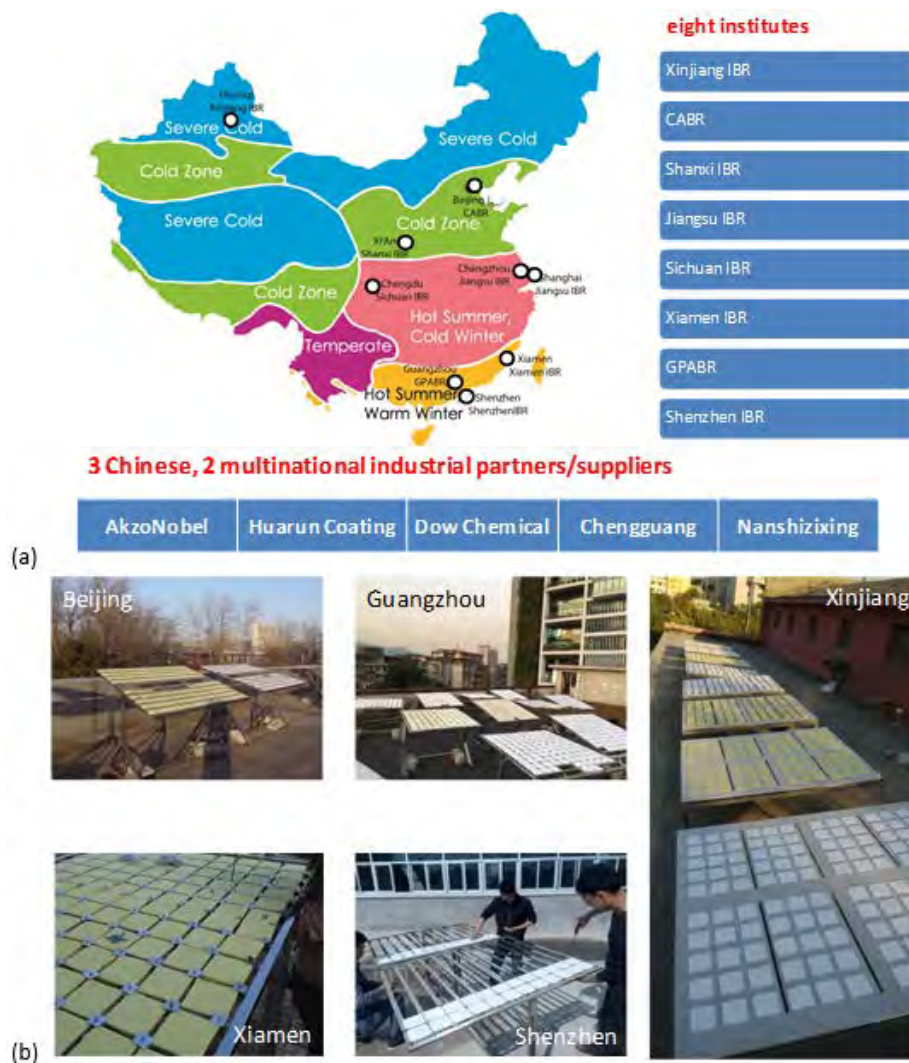 eight institutes
Xinjiang IBR
CABR
Shanxi IBR
Jiangsu IBR
Sichuan IBR
Xiamen IBR
GPABR
Shenzhen IBR
Xinjiang IBR
Severe Cold
Severe Cold
Cold Zone
Severe Cold
Beijing
CABR
Cold Zone
Xi'An
Shanxi IBR
Changzhou
Jiangsu IBR
Shanghai
Jiangsu IBR
Chengdu
Sichuan IBR
Cold Zone
Hot Summer,
Cold Winter
Temperate
Xiamen
Xiamen IBR
Guangzhou
GPABR
Hot Summer
Warm Winter
Shenzhen
ShenzhenIBR
3 Chinese, 2 multinational industrial partners/suppliers
AkzoNobel
Huarun Coating
Dow Chemical
Chengguang
Nanshizixing
(a)
Beijing
Guangzhou
Xinjiang
Xiamen
Shenzhen
(b)